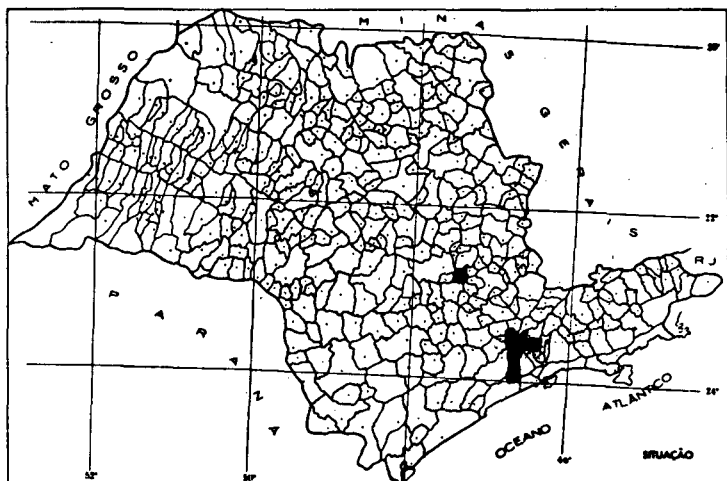 MINAS GERAIS
MATO GROSSO
20°
22°
RJ
PARANÁ
24°
ATLANTICO
OCEANO
52°
50°
46°
SITUAÇÃO